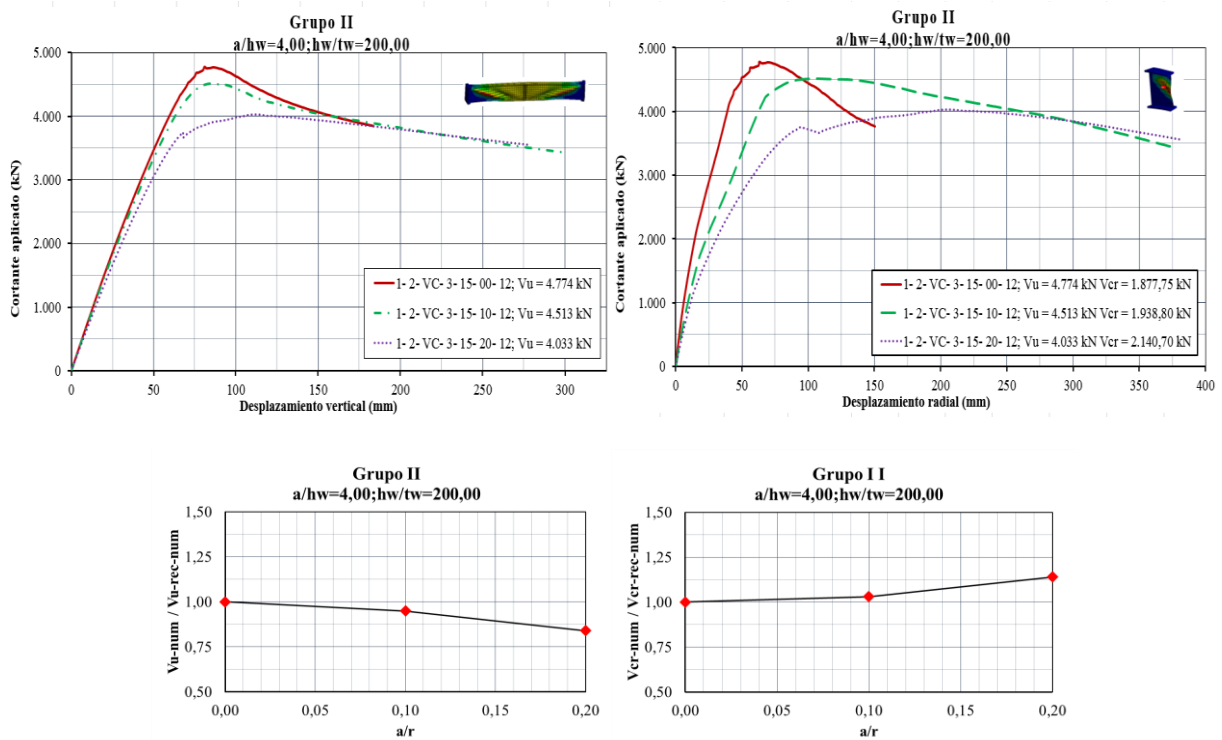 Grupo II
a/hw=4,00;hw/tw=200,00
Cortante aplicado (kN)
5.000
4.000
3.000
2.000
1.000
0
1- 2- VC- 3- 15- 00- 12; Vu = 4.774 kN
1- 2- VC- 3- 15- 10- 12; Vu = 4.513 kN
1- 2- VC- 3- 15- 20- 12; Vu = 4.033 kN
0 50 100 150 200 250 300
Desplazamiento vertical (mm)
Grupo II
a/hw=4,00;hw/tw=200,00
Cortante aplicado (kN)
5.000
4.000
3.000
2.000
1.000
0
1- 2- VC- 3- 15- 00- 12; Vu = 4.774 kN Vcr = 1.877,75 kN
1- 2- VC- 3- 15- 10- 12; Vu = 4.513 kN Vcr = 1.938,80 kN
1- 2- VC- 3- 15- 20- 12; Vu = 4.033 kN Vcr = 2.140,70 kN
0 50 100 150 200 250 300 350 400
Desplazamiento radial (mm)
Grupo II
a/hw=4,00;hw/tw=200,00
Vu-num / Vu-rec-num
1,50
1,25
1,00
0,75
0,50
0,00 0,05 0,10 0,15 0,20
a/r
Grupo I I
a/hw=4,00;hw/tw=200,00
Vcr-num / Vcr-rec-num
1,50
1,25
1,00
0,75
0,50
0,00 0,05 0,10 0,15 0,20
a/r